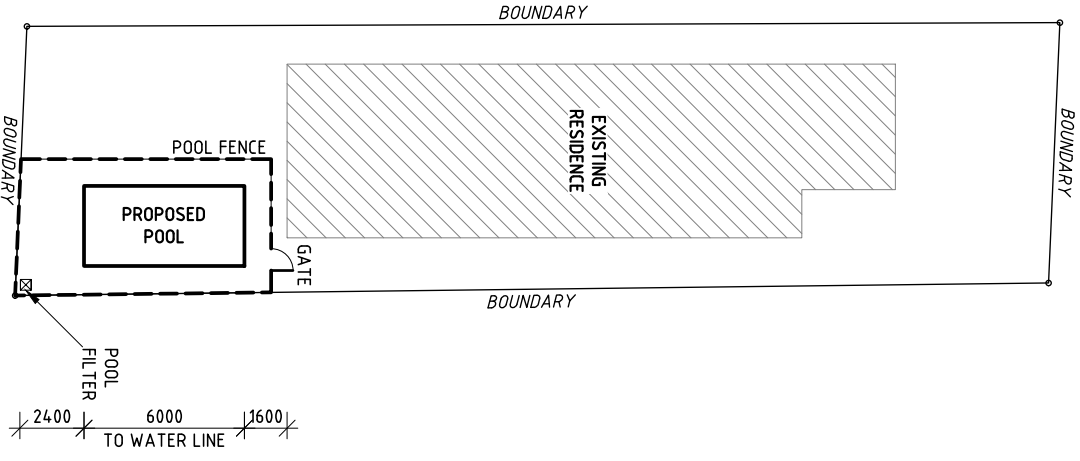 BOUNDARY
BOUNDARY
BOUNDARY
POOL FENCE
EXISTING
RESIDENCE
PROPOSED
POOL
GATE
BOUNDARY
POOL
FILTER
2400
6000
1600
TO WATER LINE